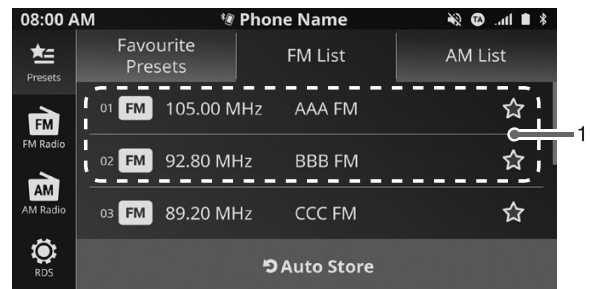 08:00 AM Phone Name TA
Favourite Presets FM List AM List
Presets
01 FM 105.00 MHz AAA FM
FM
FM Radio
1
02 FM 92.80 MHz BBB FM
AM
AM Radio
03 FM 89.20 MHz CCC FM
RDS
Auto Store